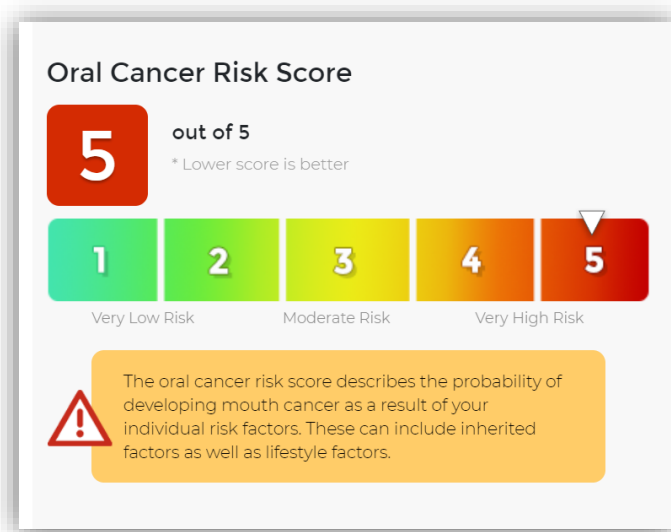 Oral Cancer Risk Score
5
out of 5
* Lower score is better
1 2 3 4 5
Very Low Risk Moderate Risk Very High Risk
The oral cancer risk score describes the probability of
developing mouth cancer as a result of your
individual risk factors. These can include inherited
factors as well as lifestyle factors.